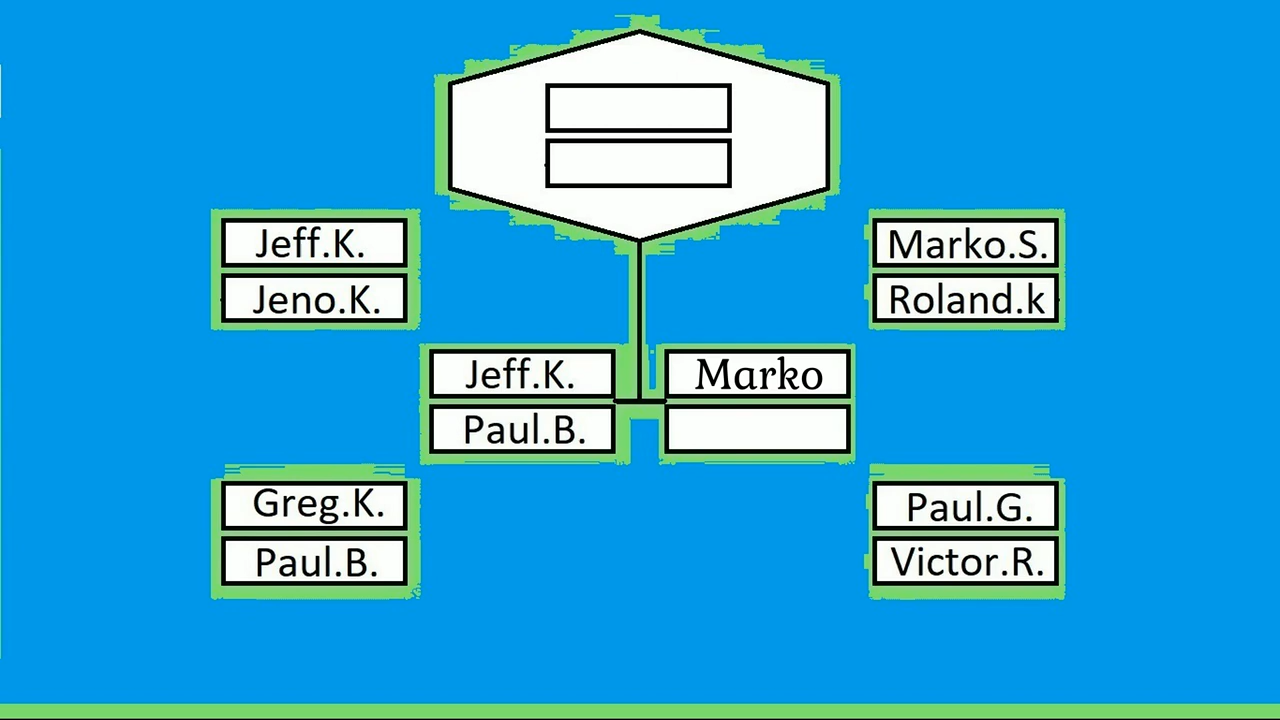 Jeff.K.
Jeno.K.
Marko.S.
Roland.k
Jeff.K.
Paul.B.
Marko
Greg.K.
Paul.B.
Paul.G.
Victor.R.